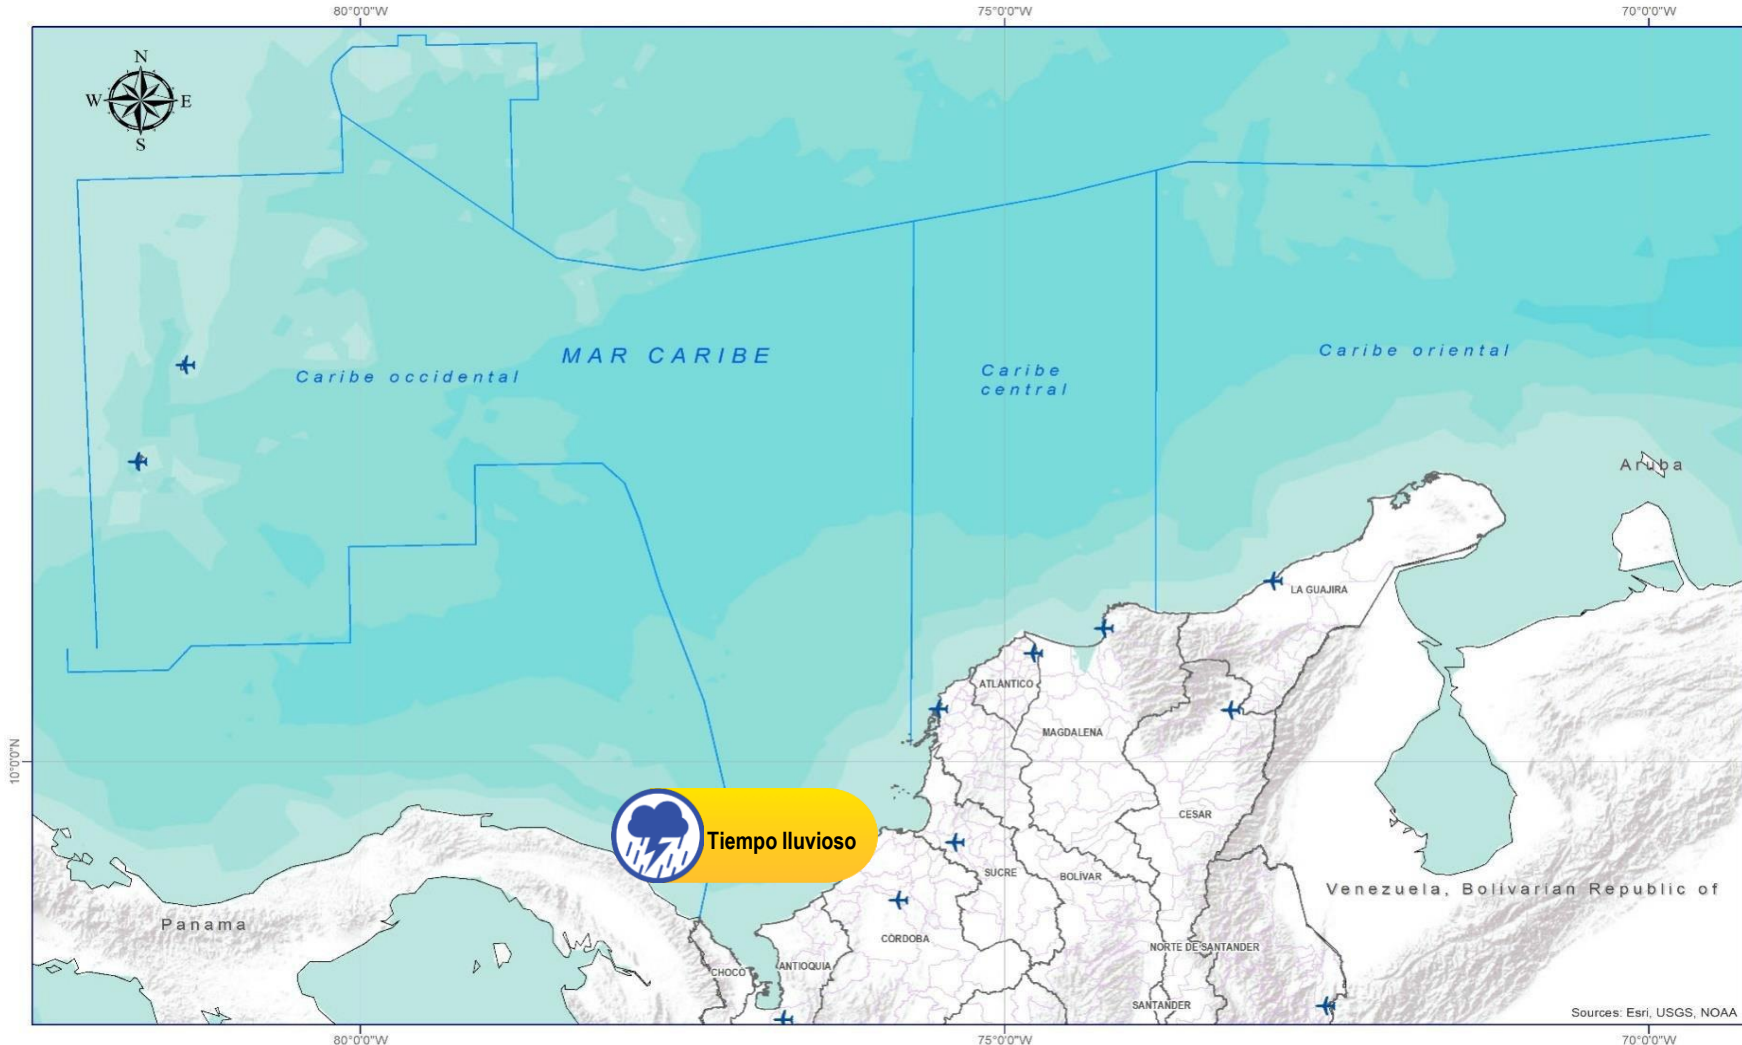 80°0'0"W
75°0'0"W
70°0'0"W
N
W
E
S
MAR CARIBE
Caribe occidental
Caribe
central
Caribe oriental
Aruba
LA GUAJIRA
ATLÁNTICO
MAGDALENA
10°0'0"N
CESAR
Tiempo lluvioso
SUCRE
BOLÍVAR
Venezuela, Bolivarian Republic of
Panama
CÓRDOBA
NORTE DE SANTANDER
CHOCÓ
ANTIOQUIA
SANTANDER
Sources: Esri, USGS, NOAA
80°0'0"W
75°0'0"W
70°0'0"W